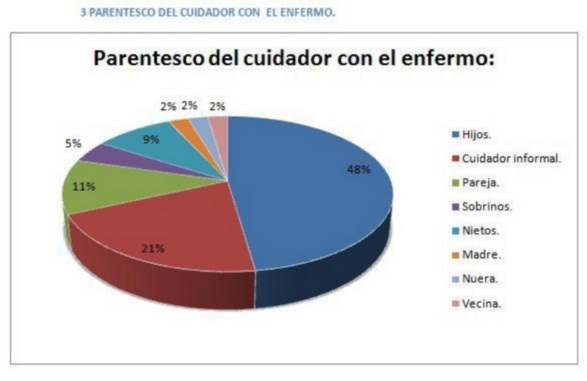 3 PARENTESCO DEL CUIDADOR CON EL ENFERMO.
Parentesco del cuidador con el enfermo:
2% 2% 2%
9%
5%
48%
11%
21%
Hijos.
Cuidador informal.
Pareja.
Sobrinos.
Nietos.
Madre.
Nuera.
Vecina.